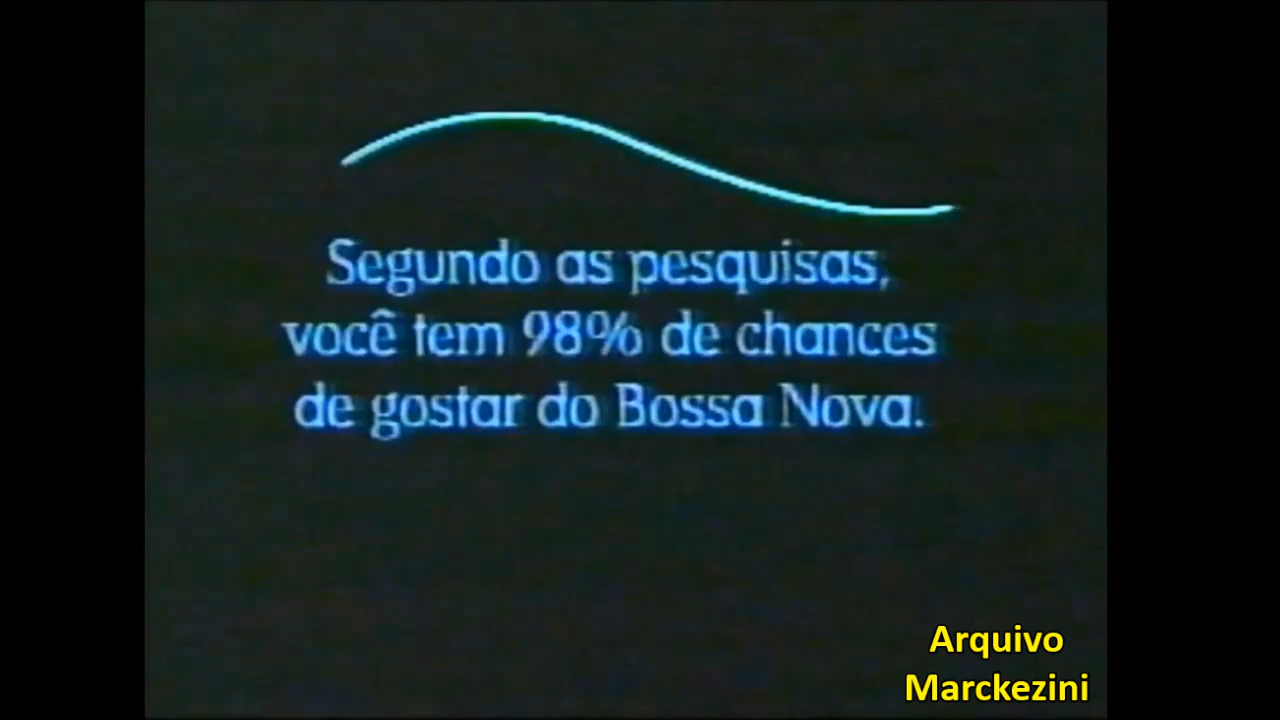 Segundo as pesquisas,
você tem 98% de chances
de gostar do Bossa Nova.
Arquivo
Marckezini